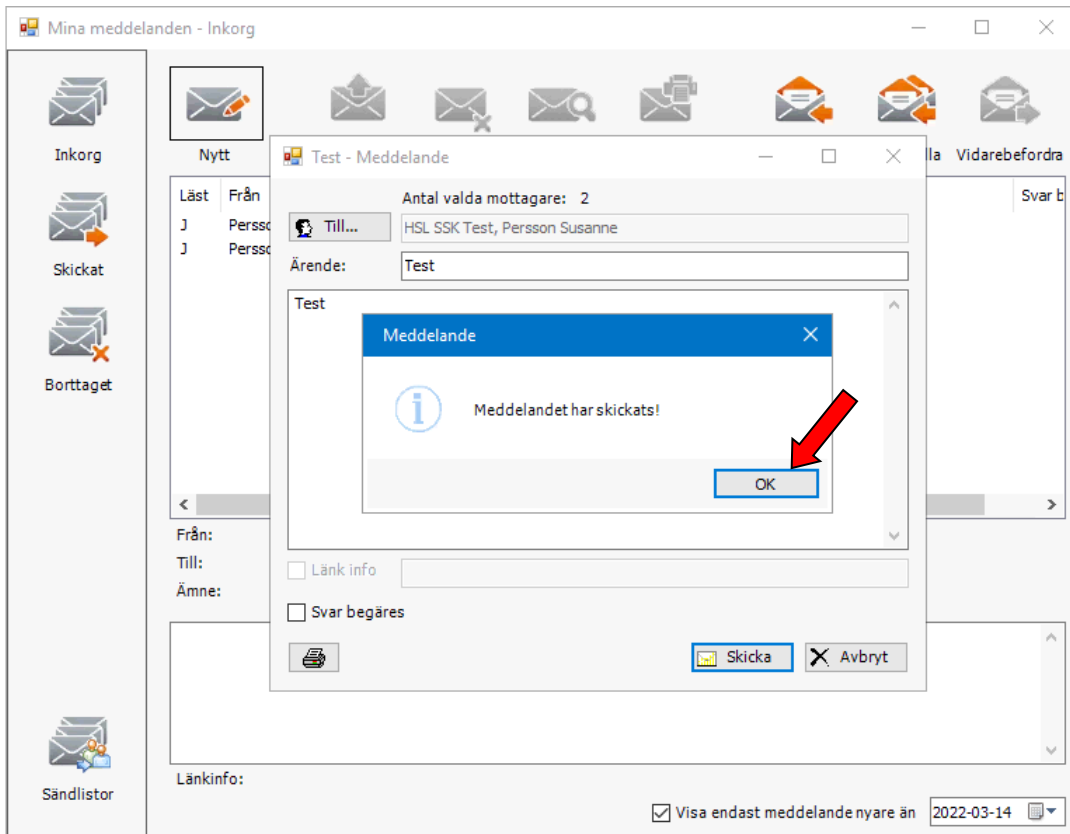 Mina meddelanden - Inkorg
Inkorg
Skickat
Borttaget
Sändlistor
Nytt
lla Vidarebefordra
Läst Från Svar b
J Perssc
J Perssc
Test - Meddelande
Antal valda mottagare: 2
Till... HSL SSK Test, Persson Susanne
Ärende: Test
Test
Meddelande
Meddelandet har skickats!
OK
Länk info
Svar begäres
Skicka Avbryt
Från:
Till:
Ämne:
Länkinfo:
Visa endast meddelande nyare än 2022-03-14